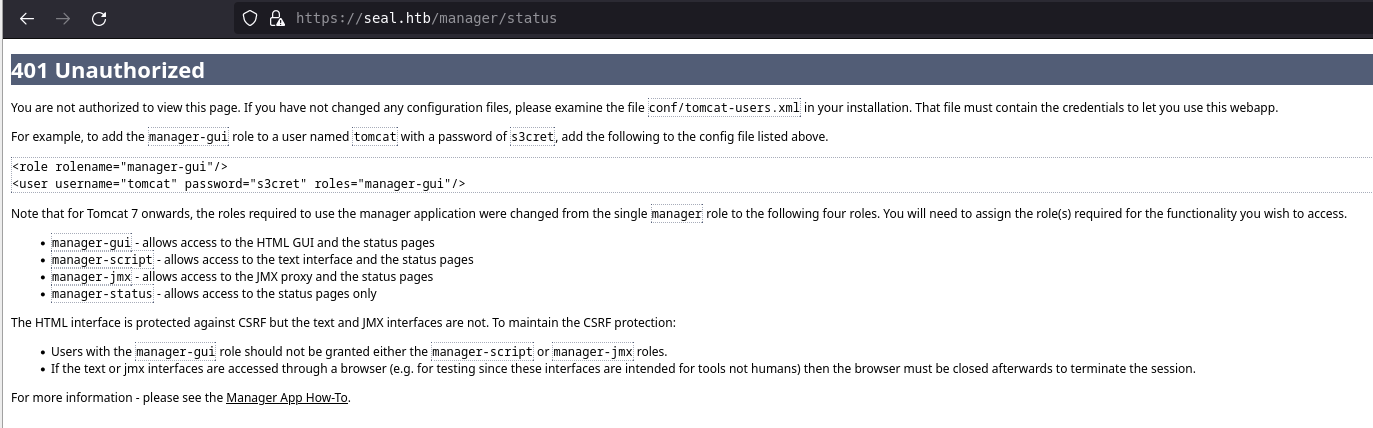 https://seal.htb/manager/status
401 Unauthorized
You are not authorized to view this page. If you have not changed any configuration files, please examine the file conf/tomcat-users.xml in your installation. That file must contain the credentials to let you use this webapp.
For example, to add the manager-gui role to a user named tomcat with a password of s3cret, add the following to the config file listed above.
<role rolename="manager-gui"/>
<user username="tomcat" password="s3cret" roles="manager-gui"/>
Note that for Tomcat 7 onwards, the roles required to use the manager application were changed from the single manager role to the following four roles. You will need to assign the role(s) required for the functionality you wish to access.
• manager-gui - allows access to the HTML GUI and the status pages
• manager-script - allows access to the text interface and the status pages
• manager-jmx - allows access to the JMX proxy and the status pages
• manager-status - allows access to the status pages only
The HTML interface is protected against CSRF but the text and JMX interfaces are not. To maintain the CSRF protection:
• Users with the manager-gui role should not be granted either the manager-script or manager-jmx roles.
• If the text or jmx interfaces are accessed through a browser (e.g. for testing since these interfaces are intended for tools not humans) then the browser must be closed afterwards to terminate the session.
For more information - please see the Manager App How-To.